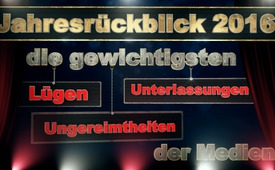 Jahresrückblick 2016
die gewichtigsten
Lügen
Unterlassungen
Ungereimtheiten
der Medien